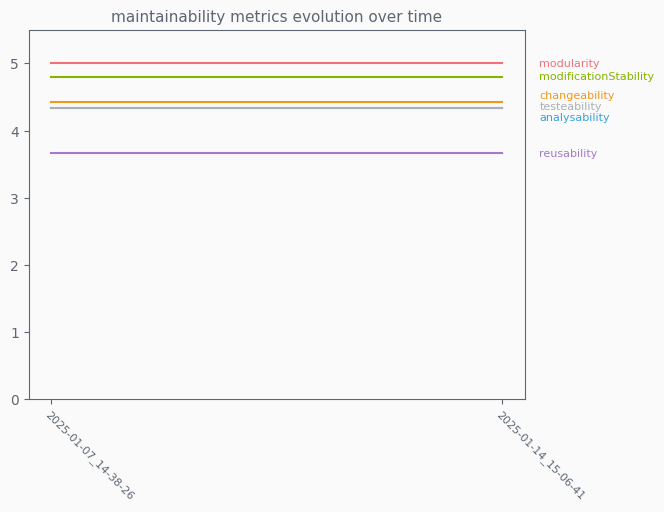 maintainability metrics evolution over time
5
4
3
2
1
0
modularity
modificationStability
changeability
testeability
analysability
reusability
2025-01-07_14-38-26
2025-01-14_15-06-41